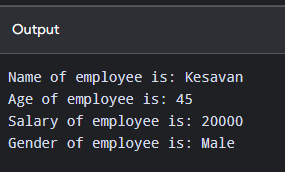 Output
Name of employee is: Kesavan
Age of employee is: 45
Salary of employee is: 20000
Gender of employee is: Male